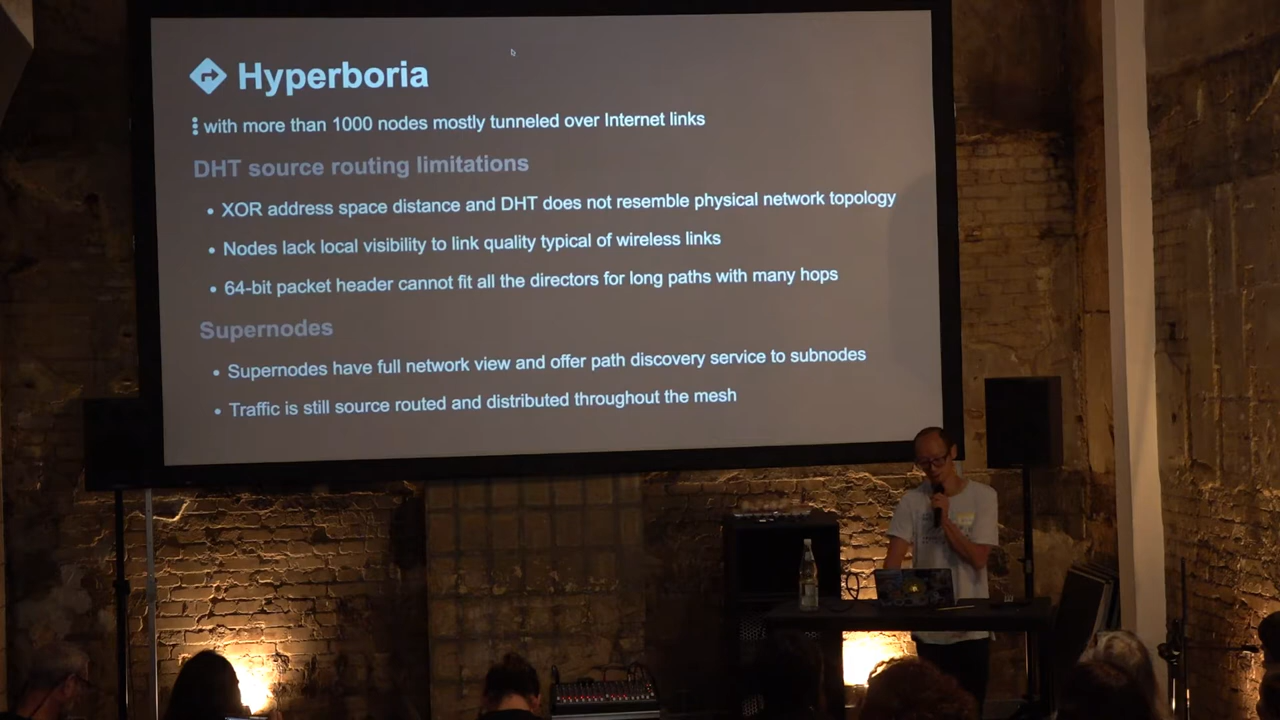 Hyperboria
with more than 1000 nodes mostly tunneled over Internet links
DHT source routing limitations
• XOR address space distance and DHT does not resemble physical network topology
• Nodes lack local visibility to link quality typical of wireless links
• 64-bit packet header cannot fit all the directors for long paths with many hops
Supernodes
• Supernodes have full network view and offer path discovery service to subnodes
• Traffic is still source routed and distributed throughout the mesh